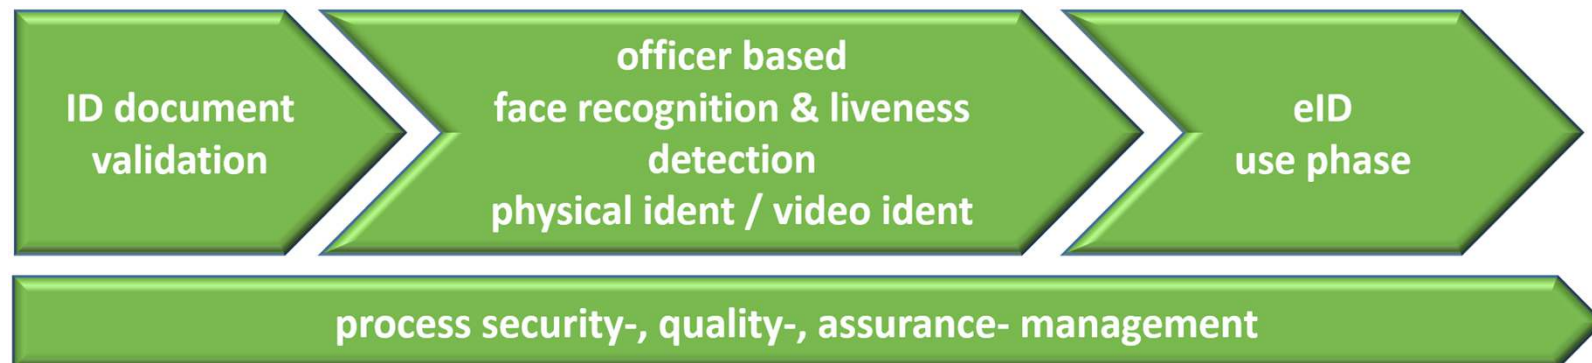 ID document
validation
officer based
face recognition & liveness
detection
physical ident / video ident
eID
use phase
process security-, quality-, assurance- management